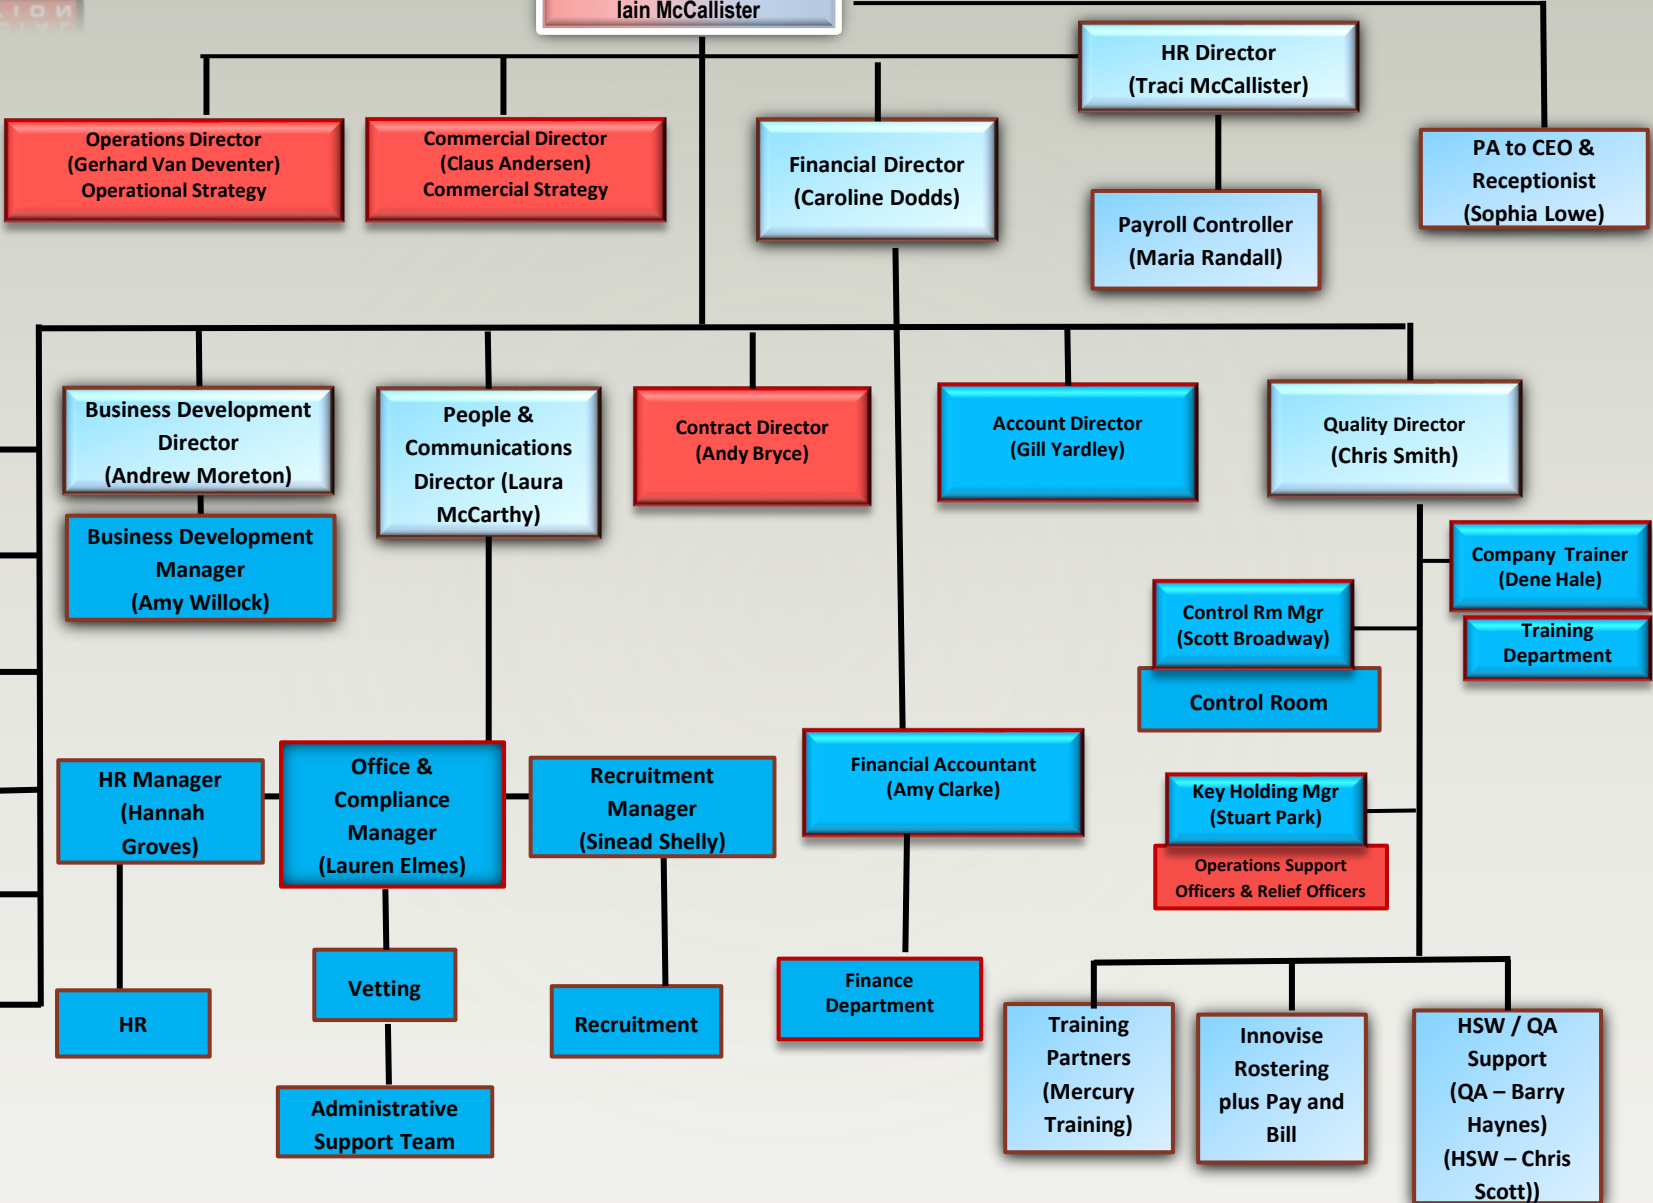 Iain McCallister
HR Director
(Traci McCallister)
Operations Director
(Gerhard Van Deventer)
Operational Strategy
Commercial Director
(Claus Andersen)
Commercial Strategy
Financial Director
(Caroline Dodds)
PA to CEO &
Receptionist
(Sophia Lowe)
Payroll Controller
(Maria Randall)
Business Development
Director
(Andrew Moreton)
People &
Communications
Director (Laura
McCarthy)
Contract Director
(Andy Bryce)
Account Director
(Gill Yardley)
Quality Director
(Chris Smith)
Business Development
Manager
(Amy Willock)
Company Trainer
(Dene Hale)
Training
Department
Control Rm Mgr
(Scott Broadway)
Control Room
HR Manager
(Hannah
Groves)
Office &
Compliance
Manager
(Lauren Elmes)
Recruitment
Manager
(Sinead Shelly)
Financial Accountant
(Amy Clarke)
Key Holding Mgr
(Stuart Park)
Operations Support
Officers & Relief Officers
HR
Vetting
Recruitment
Finance
Department
Administrative
Support Team
Training
Partners
(Mercury
Training)
Innovise
Rostering
plus Pay and
Bill
HSW / QA
Support
(QA – Barry
Haynes)
(HSW – Chris
Scott))